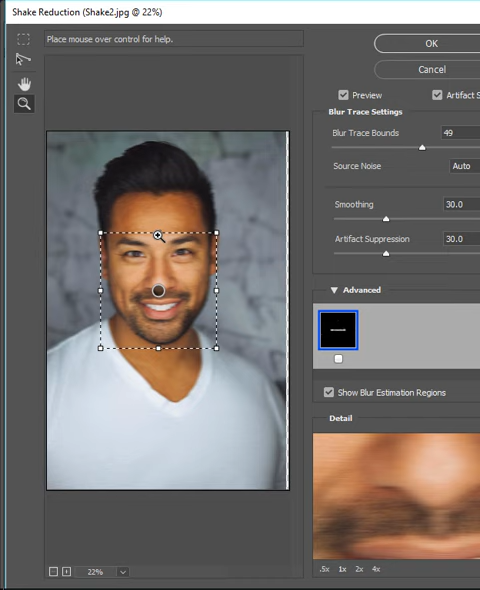 Shake Reduction (Shake2.jpg @ 22%)
Place mouse over control for help.
OK
Cancel
Preview
Artifact S
Blur Trace Settings
Blur Trace Bounds 49
Source Noise Auto
Smoothing 30.0
Artifact Suppression 30.0
Advanced
Show Blur Estimation Regions
Detail
22%
.5x 1x 2x 4x